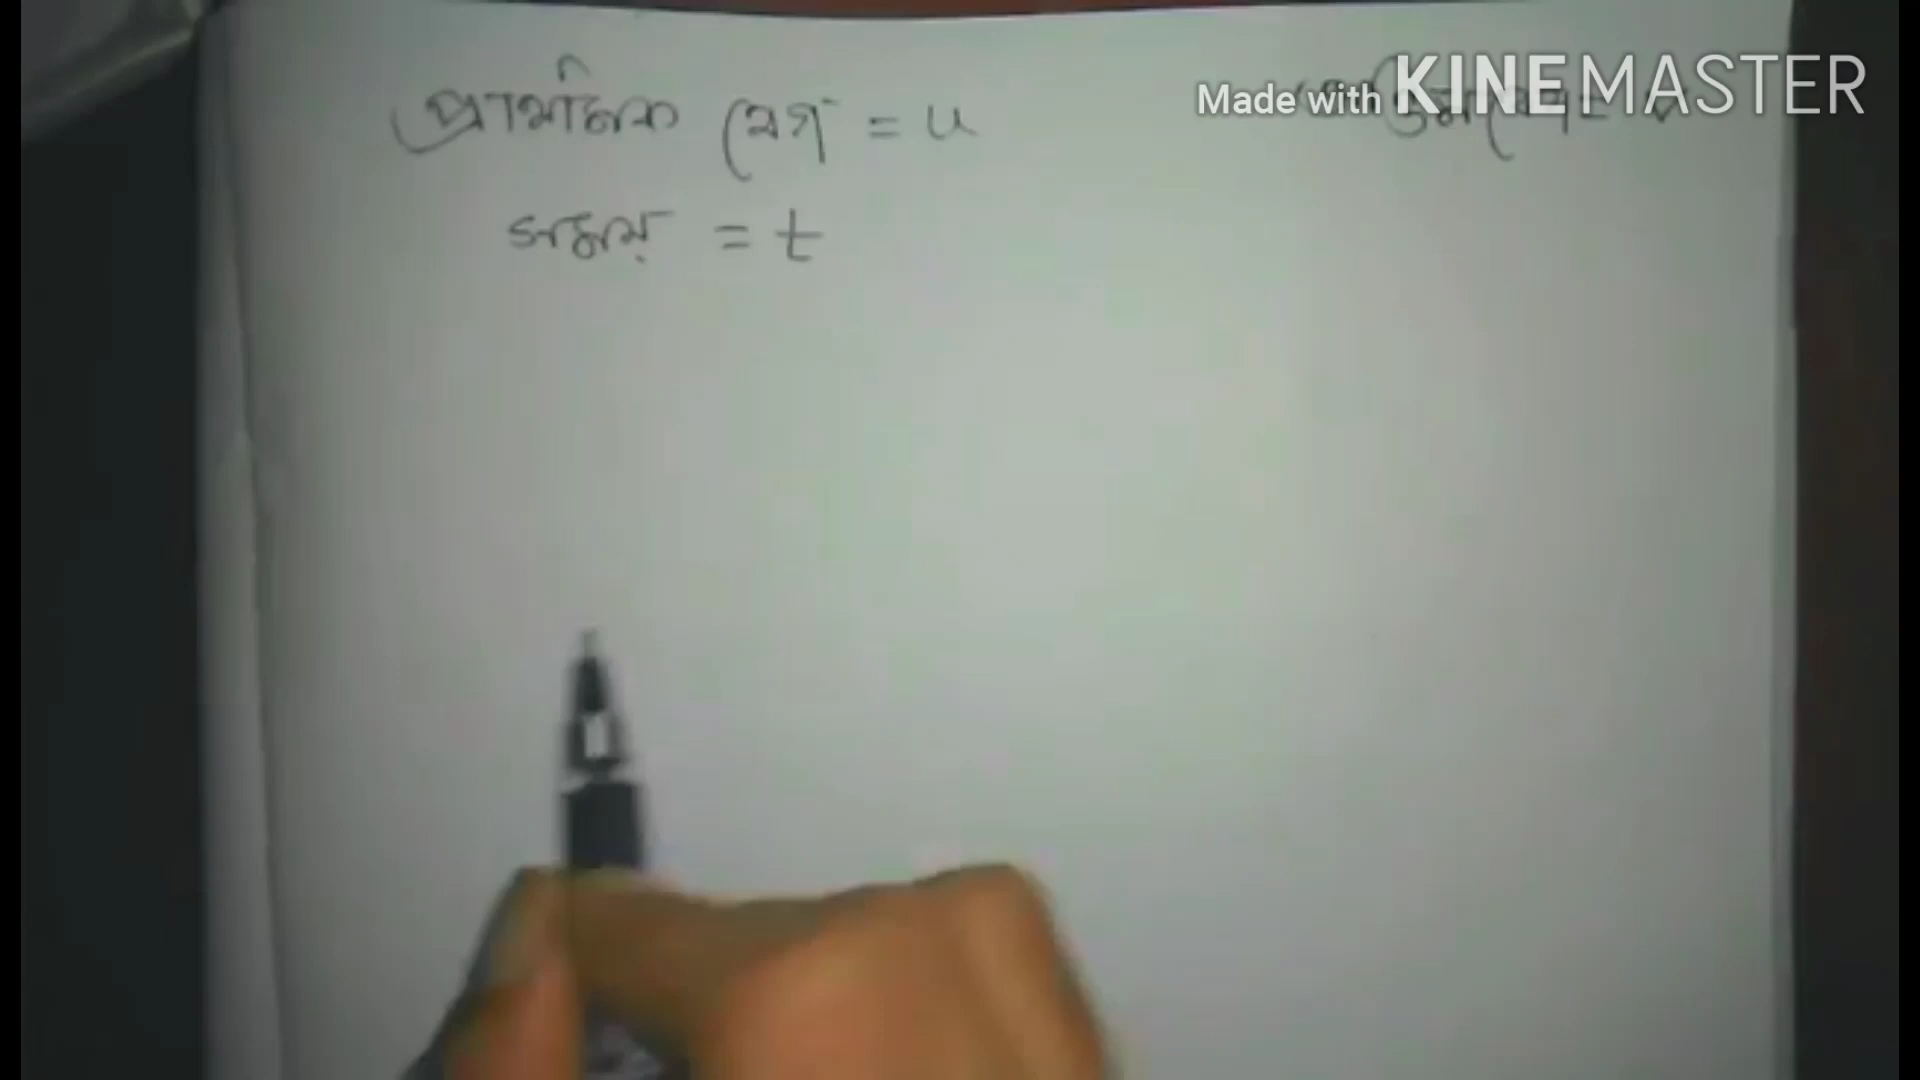 প্রাথমিক বেগ = u
Made with KINEMASTER
সময় = t